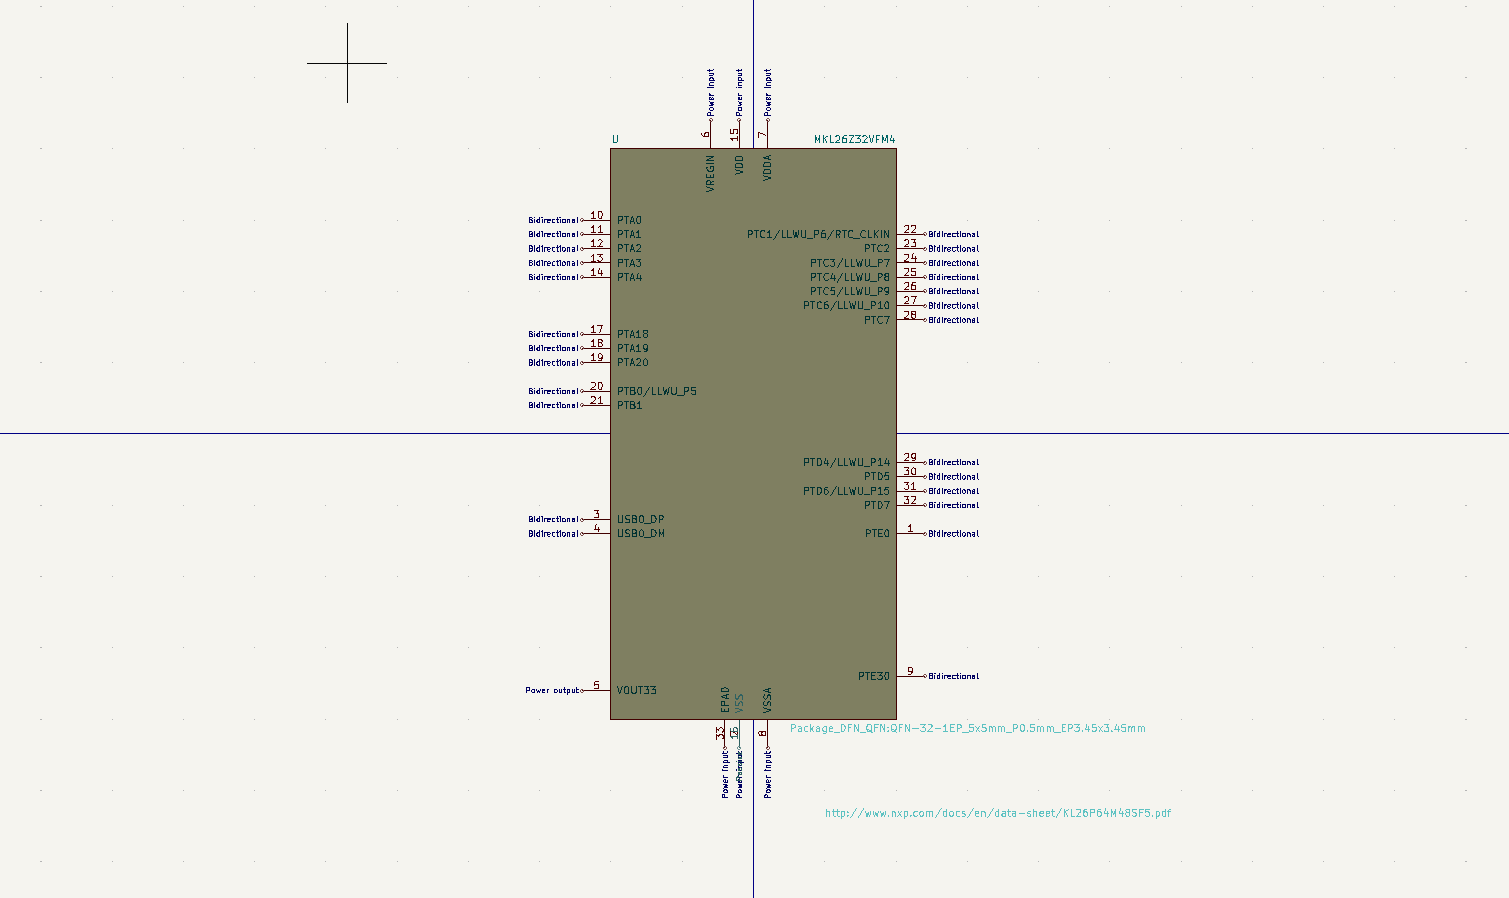 Power Input
Power input
Power Input
6
15
7
U
MKL26Z32VFM4
VREGIN
VDD
VDDA
Bidirectional 10 PTA0
Bidirectional 11 PTA1
Bidirectional 12 PTA2
Bidirectional 13 PTA3
Bidirectional 14 PTA4
PTC1/LLWU_P6/RTC_CLKIN 22 Bidirectional
PTC2 23 Bidirectional
PTC3/LLWU_P7 24 Bidirectional
PTC4/LLWU_P8 25 Bidirectional
PTC5/LLWU_P9 26 Bidirectional
PTC6/LLWU_P10 27 Bidirectional
PTC7 28 Bidirectional
Bidirectional 17 PTA18
Bidirectional 18 PTA19
Bidirectional 19 PTA20
Bidirectional 20 PTB0/LLWU_P5
Bidirectional 21 PTB1
PTD4/LLWU_P14 29 Bidirectional
PTD5 30 Bidirectional
PTD6/LLWU_P15 31 Bidirectional
PTD7 32 Bidirectional
Bidirectional 3 USB0_DP
Bidirectional 4 USB0_DM
PTE0 1 Bidirectional
PTE30 9 Bidirectional
Power output 5 VOUT33
EPAD
VSS
VSSA
33
8
Power Input
Power Input
Package_DFN_QFN:QFN-32-1EP_5x5mm_P0.5mm_EP3.45x3.45mm
http://www.nxp.com/docs/en/data-sheet/KL26P64M48SF5.pdf